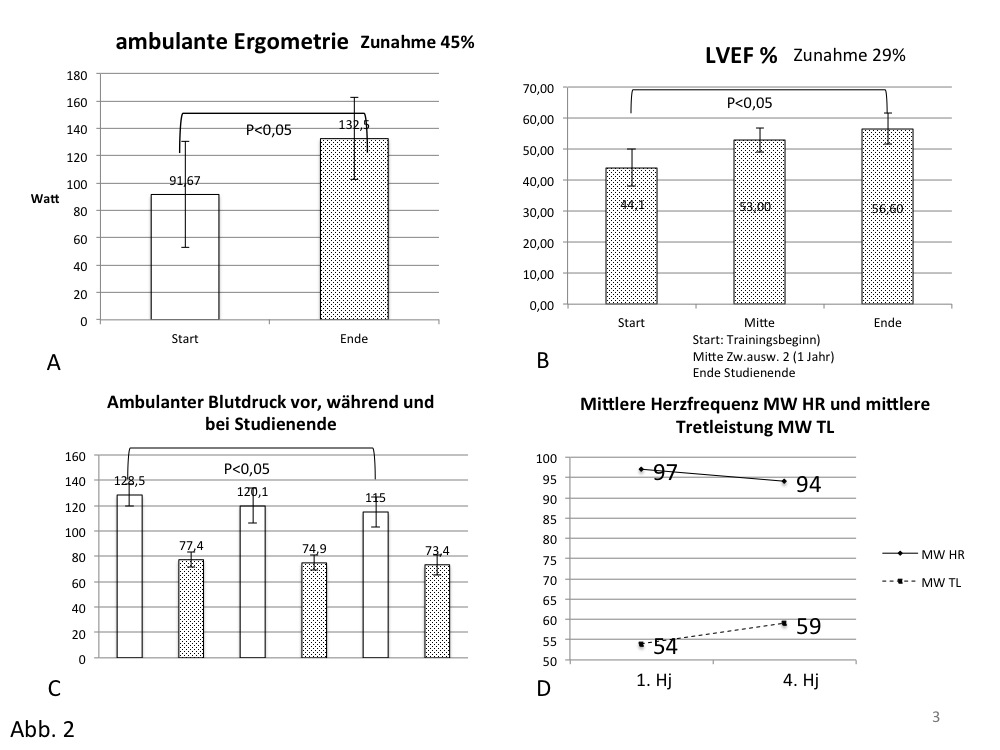 ambulante Ergometrie Zunahme 45%
180
160
140
120
100
80
60
40
20
0
Watt
P<0,05
91,67
132,5
Start Ende
A
LVEF % Zunahme 29%
70,00
60,00
50,00
40,00
30,00
20,00
10,00
0,00
P<0,05
44,1
53,00
56,60
Start Mitte Ende
Start: Trainingsbeginn)
Mitte Zw.ausw. 2 (1 Jahr)
Ende Studienende
B
Ambulanter Blutdruck vor, während und
bei Studienende
160
140
120
100
80
60
40
20
0
P<0,05
128,5
77,4
120,1
74,9
115
73,4
C
Mittlere Herzfrequenz MW HR und mittlere
Tretleistung MW TL
100
95
90
85
80
75
70
65
60
55
50
97
94
54
59
MW HR
MW TL
1. Hj 4. Hj
D
3
Abb. 2